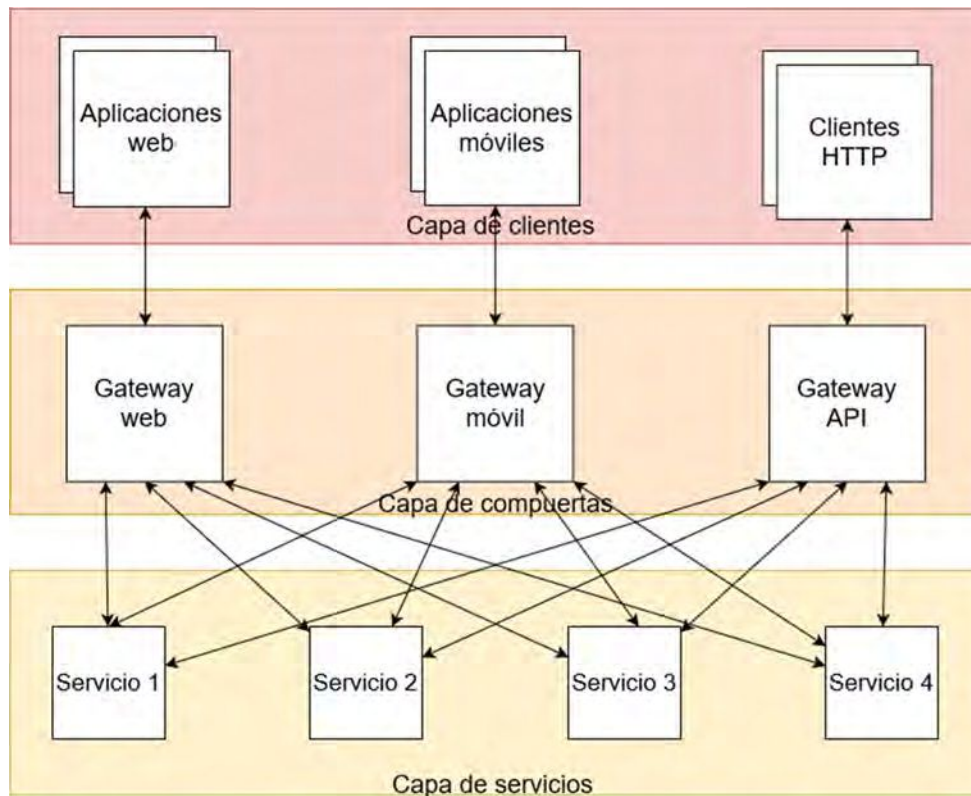 Aplicaciones
web
Aplicaciones
móviles
Clientes
HTTP
Capa de clientes
Gateway
web
Gateway
móvil
Gateway
API
Capa de compuertas
Servicio 1
Servicio 2
Servicio 3
Servicio 4
Capa de servicios